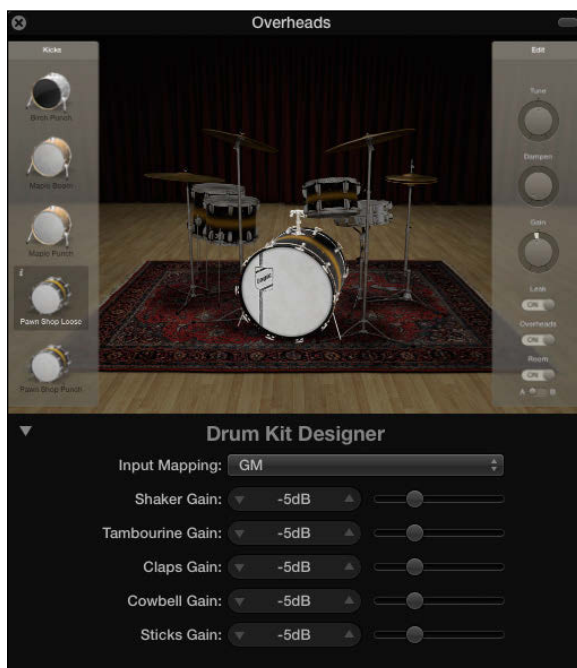 Overheads
Kicks
Birch Punch
Maple Boom
Maple Punch
i
Pawn Shop Loose
Pawn Shop Punch
Edit
Tune
Dampen
Gain
Leak
ON
Overheads
ON
Room
ON
A B
Drum Kit Designer
Input Mapping: GM
Shaker Gain: -5dB
Tambourine Gain: -5dB
Claps Gain: -5dB
Cowbell Gain: -5dB
Sticks Gain: -5dB